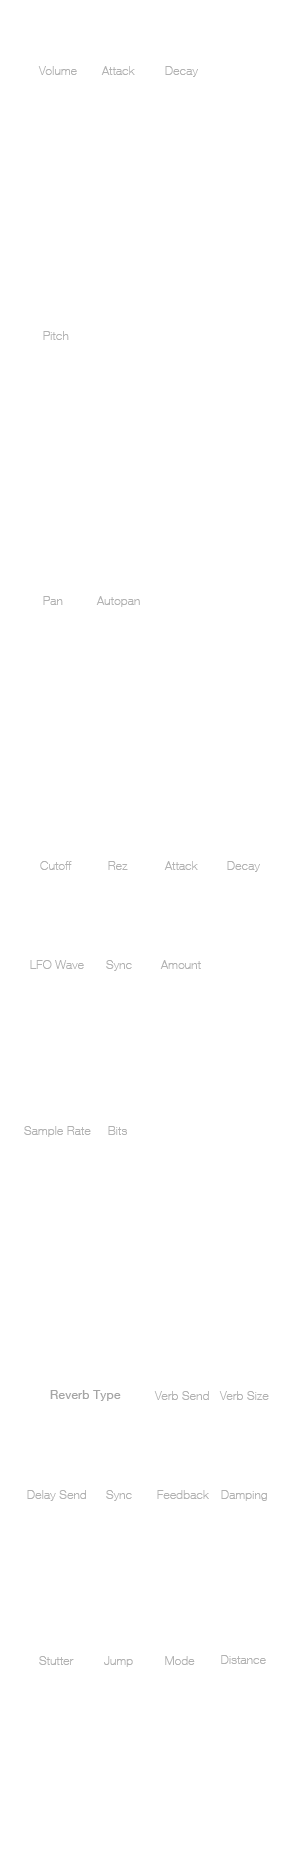 Volume Attack Decay
Pitch
Pan Autopan
Cutoff Rez Attack Decay
LFO Wave Sync Amount
Sample Rate Bits
Reverb Type Verb Send Verb Size
Delay Send Sync Feedback Damping
Stutter Jump Mode Distance